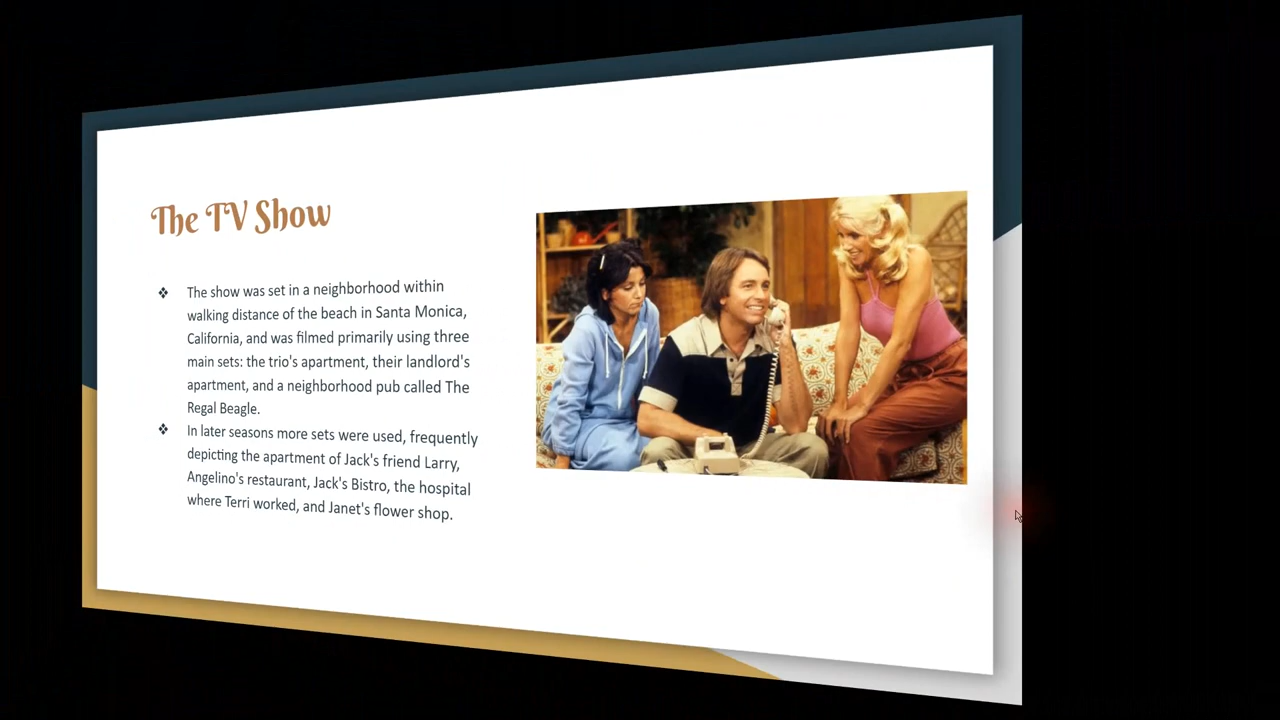 The TV Show
❖ The show was set in a neighborhood within
walking distance of the beach in Santa Monica,
California, and was filmed primarily using three
main sets: the trio's apartment, their landlord's
apartment, and a neighborhood pub called The
Regal Beagle.
❖ In later seasons more sets were used, frequently
depicting the apartment of Jack's friend Larry,
Angelino's restaurant, Jack's Bistro, the hospital
where Terri worked, and Janet's flower shop.